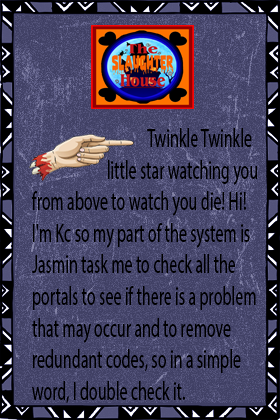 The
SLAUGHTER
House
Twinkle Twinkle
little star watching you
from above to watch you die! Hi!
I'm Kc so my part of the system is
Jasmin task me to check all the
portals to see if there is a problem
that may occur and to remove
redundant codes, so in a simple
word, I double check it.